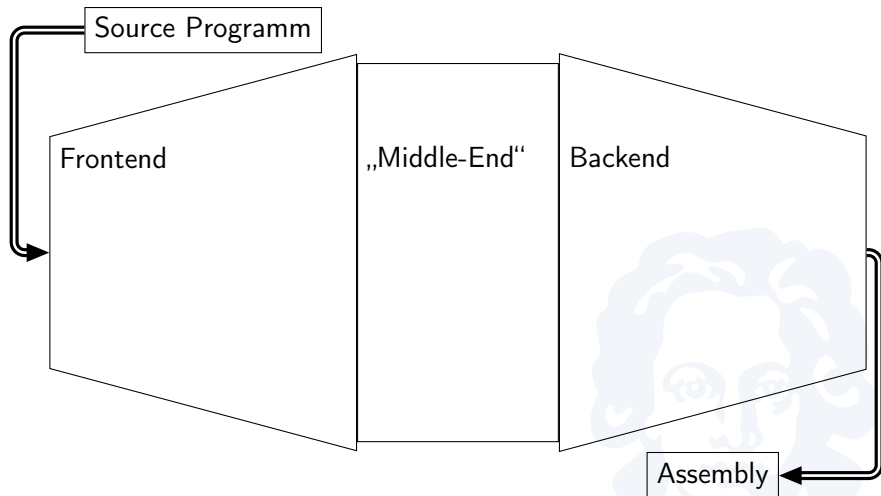 Source Programm
Frontend
„Middle-End“
Backend
Assembly